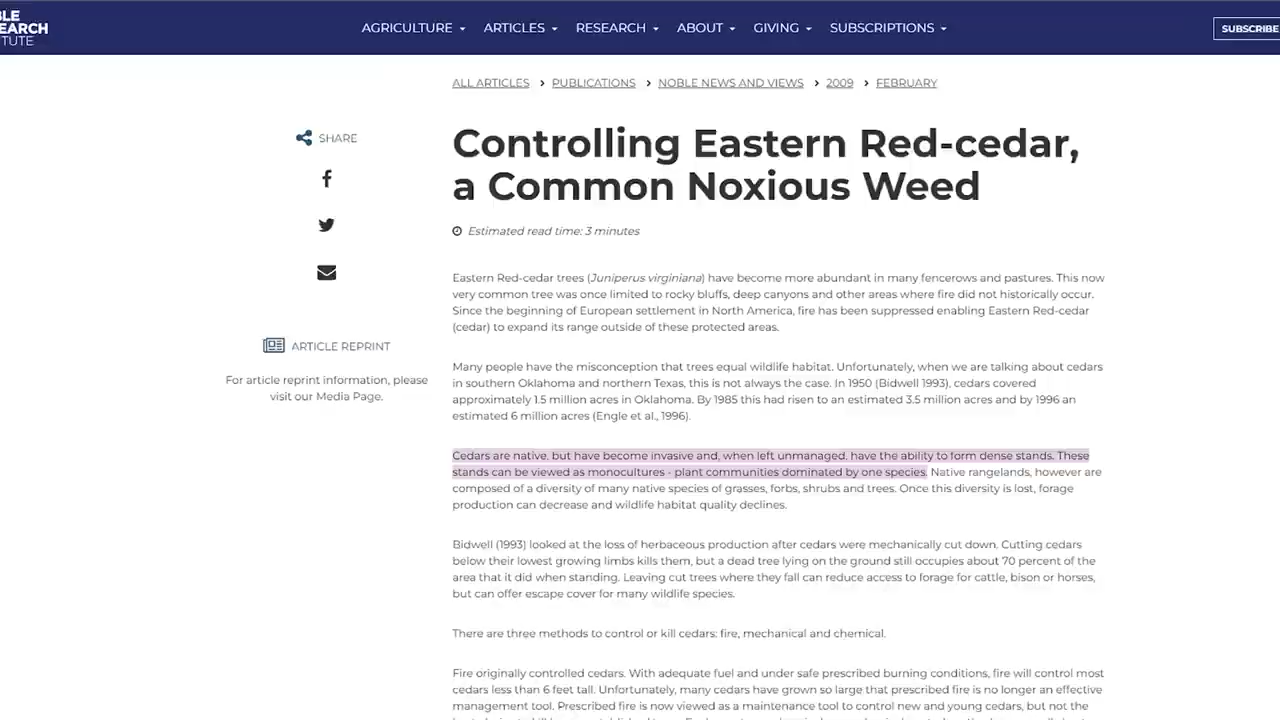 BLE
EARCH
TUTE
AGRICULTURE
ARTICLES
RESEARCH
ABOUT
GIVING
SUBSCRIPTIONS
SUBSCRIBE
ALL ARTICLES > PUBLICATIONS > NOBLE NEWS AND VIEWS > 2009 > FEBRUARY
SHARE
Controlling Eastern Red-cedar,
a Common Noxious Weed
Estimated read time: 3 minutes
Eastern Red-cedar trees (Juniperus virginiana) have become more abundant in many fencerows and pastures. This now
very common tree was once limited to rocky bluffs, deep canyons and other areas where fire did not historically occur.
Since the beginning of European settlement in North America, fire has been suppressed enabling Eastern Red-cedar
(cedar) to expand its range outside of these protected areas.
ARTICLE REPRINT
For article reprint information, please
visit our Media Page.
Many people have the misconception that trees equal wildlife habitat. Unfortunately, when we are talking about cedars
in southern Oklahoma and northern Texas, this is not always the case. In 1950 (Bidwell 1993), cedars covered
approximately 1.5 million acres in Oklahoma. By 1985 this had risen to an estimated 3.5 million acres and by 1996 an
estimated 6 million acres (Engle et al., 1996).
Cedars are native, but have become invasive and, when left unmanaged, have the ability to form dense stands. These
stands can be viewed as monocultures - plant communities dominated by one species. Native rangelands, however are
composed of a diversity of many native species of grasses, forbs, shrubs and trees. Once this diversity is lost, forage
production can decrease and wildlife habitat quality declines.
Bidwell (1993) looked at the loss of herbaceous production after cedars were mechanically cut down. Cutting cedars
below their lowest growing limbs kills them, but a dead tree lying on the ground still occupies about 70 percent of the
area that it did when standing. Leaving cut trees where they fall can reduce access to forage for cattle, bison or horses,
but can offer escape cover for many wildlife species.
There are three methods to control or kill cedars: fire, mechanical and chemical.
Fire originally controlled cedars. With adequate fuel and under safe prescribed burning conditions, fire will control most
cedars less than 6 feet tall. Unfortunately, many cedars have grown so large that prescribed fire is no longer an effective
management tool. Prescribed fire is now viewed as a maintenance tool to control new and young cedars, but not the